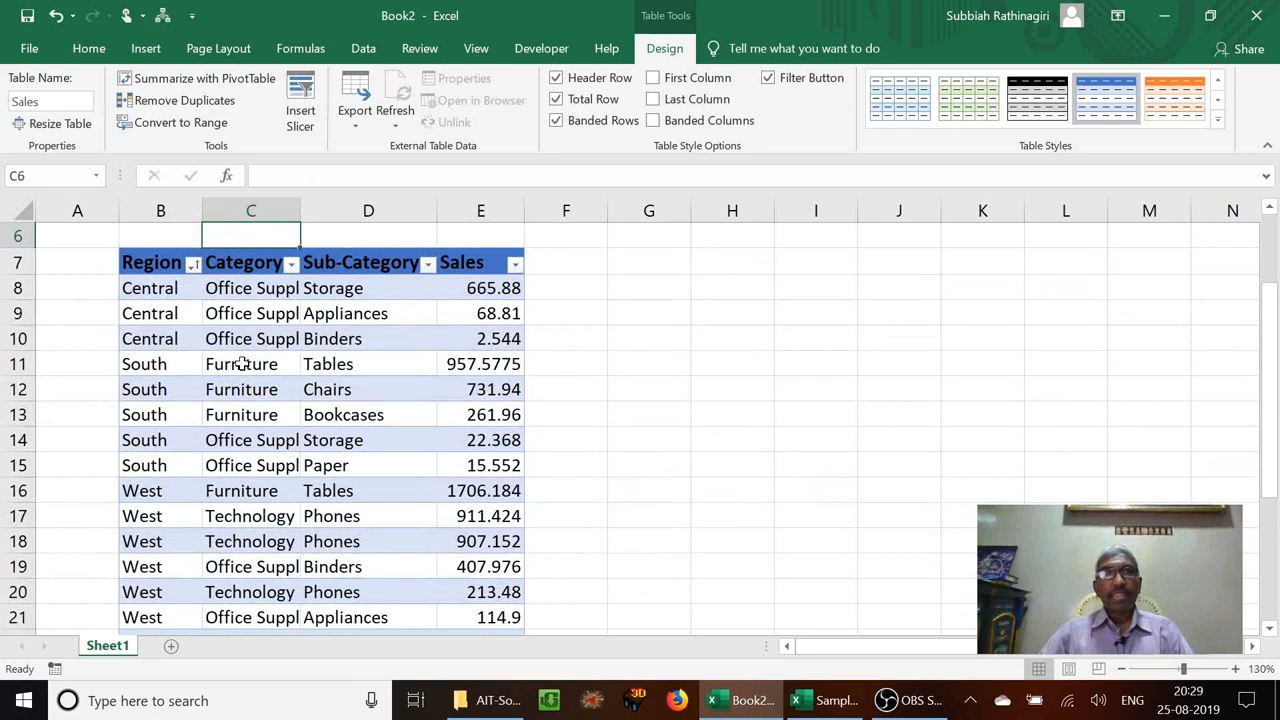 Book2 - Excel
Table Tools
Subbiah Rathinagiri
File Home Insert Page Layout Formulas Data Review View Developer Help Design Tell me what you want to do Share
Table Name:
Sales
Resize Table
Properties
Summarize with PivotTable
Remove Duplicates
Convert to Range
Tools
Insert
Slicer
Export Refresh
Properties
Open in Browser
Unlink
External Table Data
Header Row First Column Filter Button
Total Row Last Column
Banded Rows Banded Columns
Table Style Options
Table Styles
C6 fx
A B C D E F G H I J K L M N
6
7 Region Category Sub-Category Sales
8 Central Office Suppl Storage 665.88
9 Central Office Suppl Appliances 68.81
10 Central Office Suppl Binders 2.544
11 South Furniture Tables 957.5775
12 South Furniture Chairs 731.94
13 South Furniture Bookcases 261.96
14 South Office Suppl Storage 22.368
15 South Office Suppl Paper 15.552
16 West Furniture Tables 1706.184
17 West Technology Phones 911.424
18 West Technology Phones 907.152
19 West Office Suppl Binders 407.976
20 West Technology Phones 213.48
21 West Office Suppl Appliances 114.9
Sheet1
Ready 130%
Type here to search AIT-So... 3D Book2... Sampl... OBS S... ENG 20:29
25-08-2019